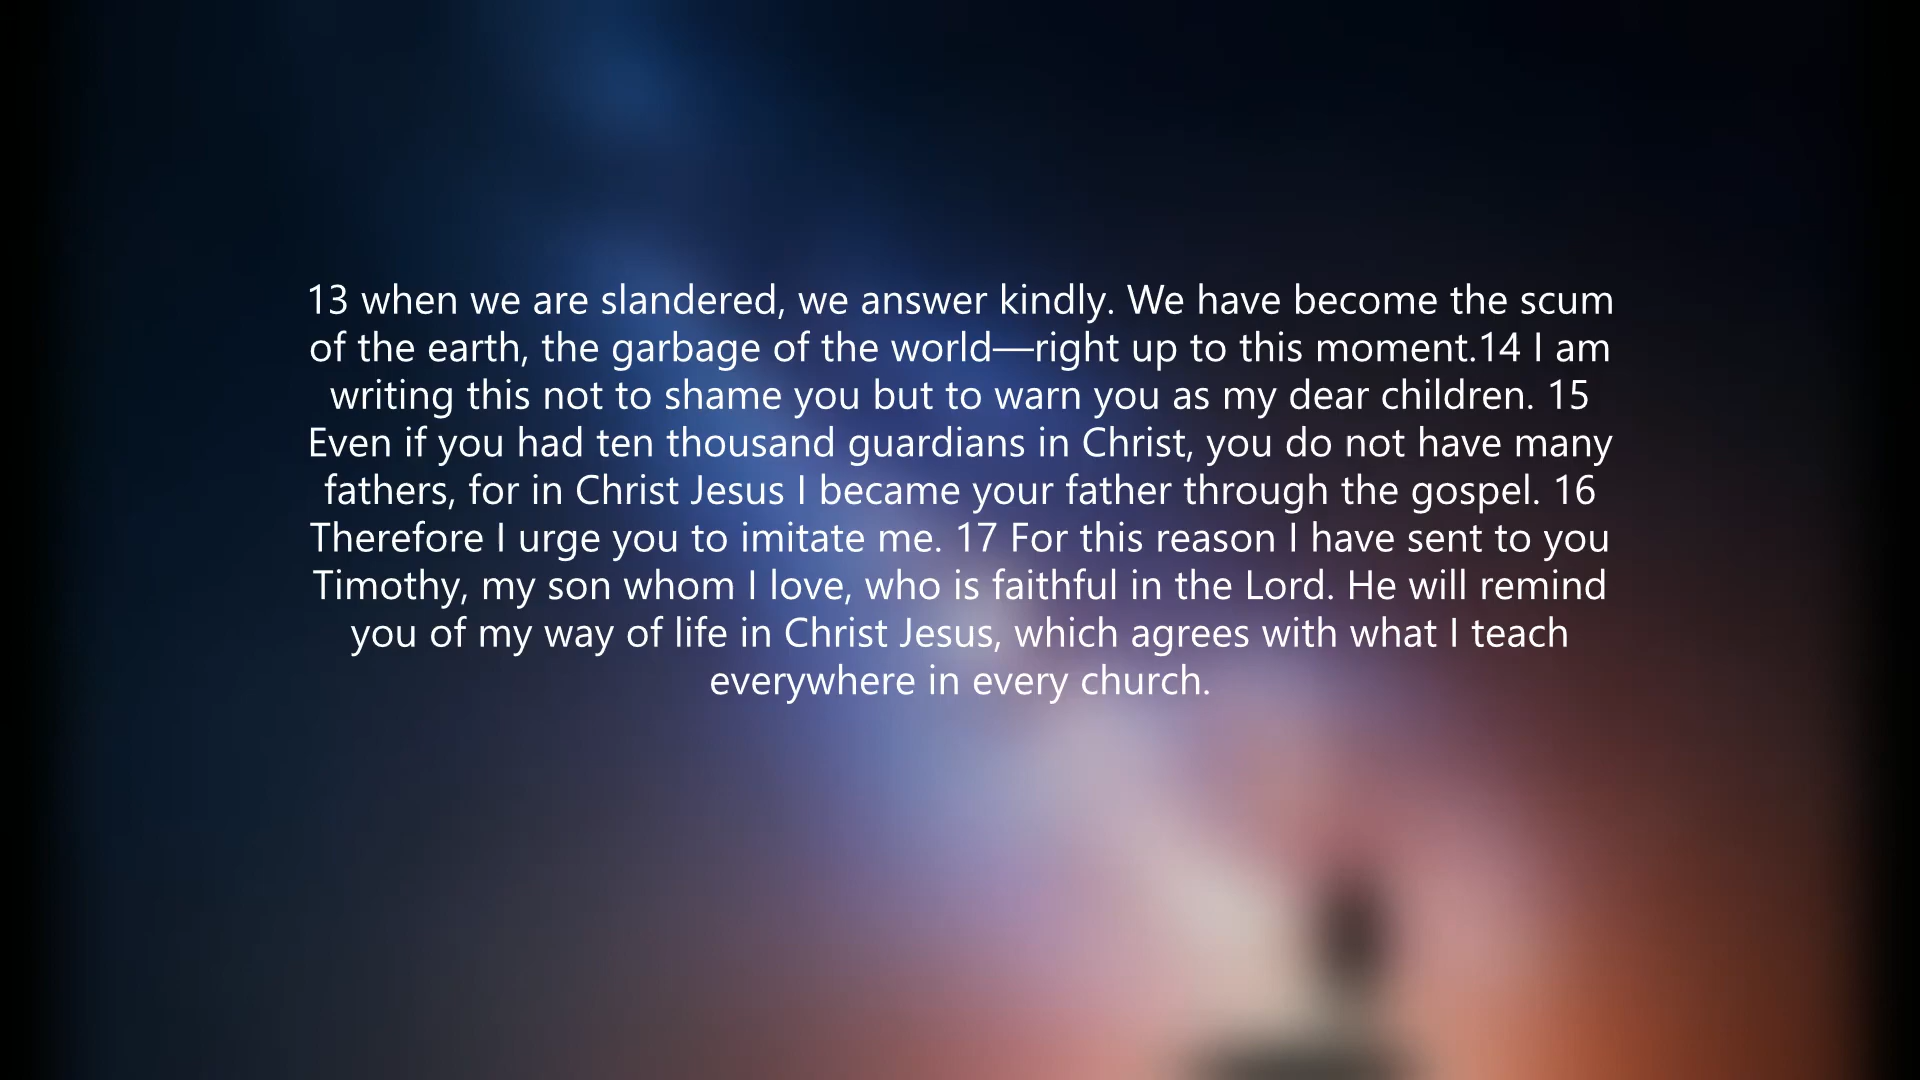 13 when we are slandered, we answer kindly. We have become the scum
of the earth, the garbage of the world—right up to this moment.14 I am
writing this not to shame you but to warn you as my dear children. 15
Even if you had ten thousand guardians in Christ, you do not have many
fathers, for in Christ Jesus I became your father through the gospel. 16
Therefore I urge you to imitate me. 17 For this reason I have sent to you
Timothy, my son whom I love, who is faithful in the Lord. He will remind
you of my way of life in Christ Jesus, which agrees with what I teach
everywhere in every church.